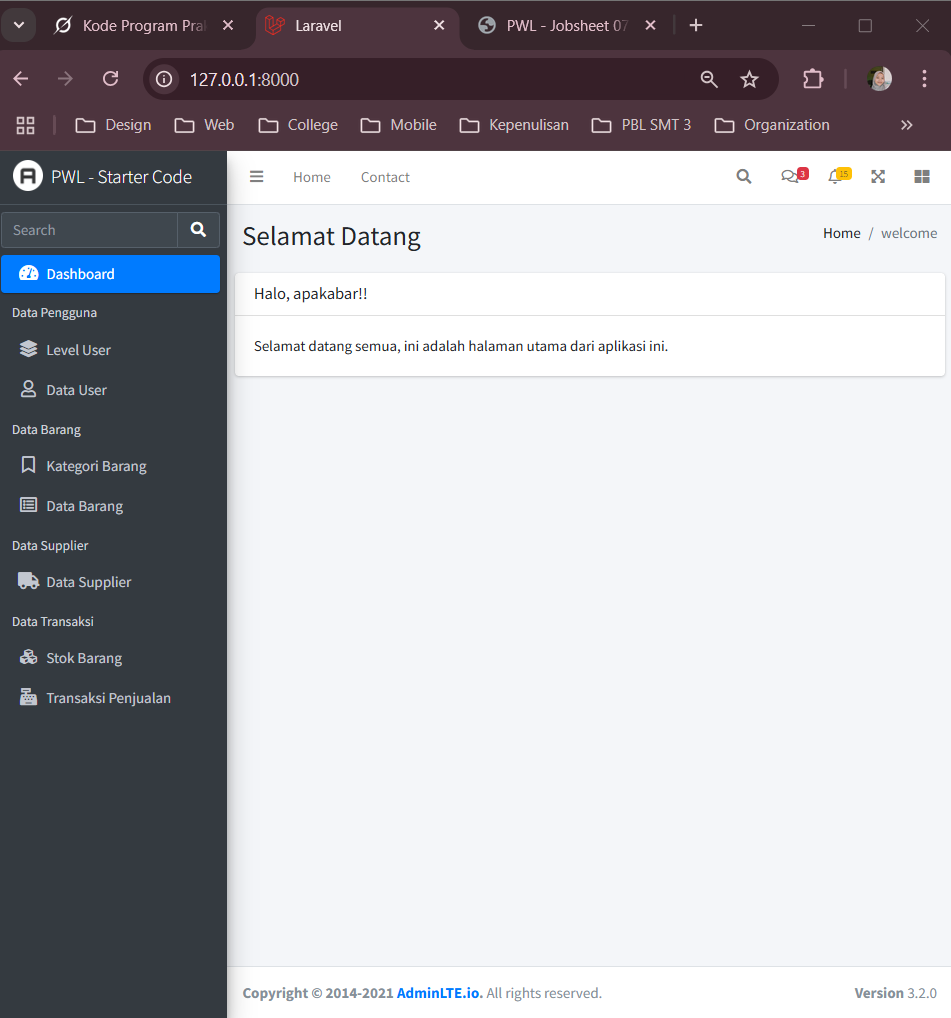 Kode Program Pra
Laravel
PWL - Jobsheet 07
127.0.0.1:8000
Design
Web
College
Mobile
Kepenulisan
PBL SMT 3
Organization
PWL - Starter Code
Home
Contact
3
15
Search
Selamat Datang
Home / welcome
Dashboard
Halo, apakabar!!
Data Pengguna
Level User
Selamat datang semua, ini adalah halaman utama dari aplikasi ini.
Data User
Data Barang
Kategori Barang
Data Barang
Data Supplier
Data Supplier
Data Transaksi
Stok Barang
Transaksi Penjualan
Copyright © 2014-2021 AdminLTE.io. All rights reserved.
Version 3.2.0